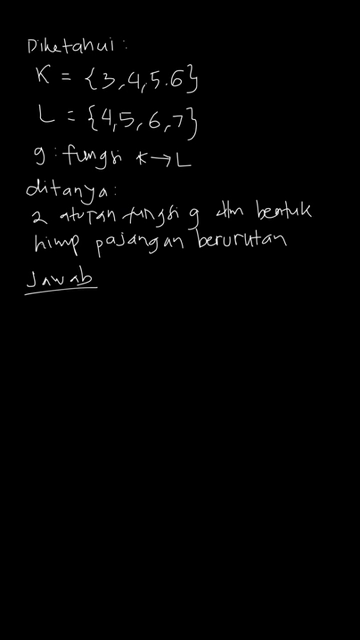 Diketahui:
K = {3,4,5.6}
L = {4,5,6,7}
g: fungsi K→L
ditanya:
2 aturan fungsi g dlm bentuk
himp pajangan berurutan
Jawab